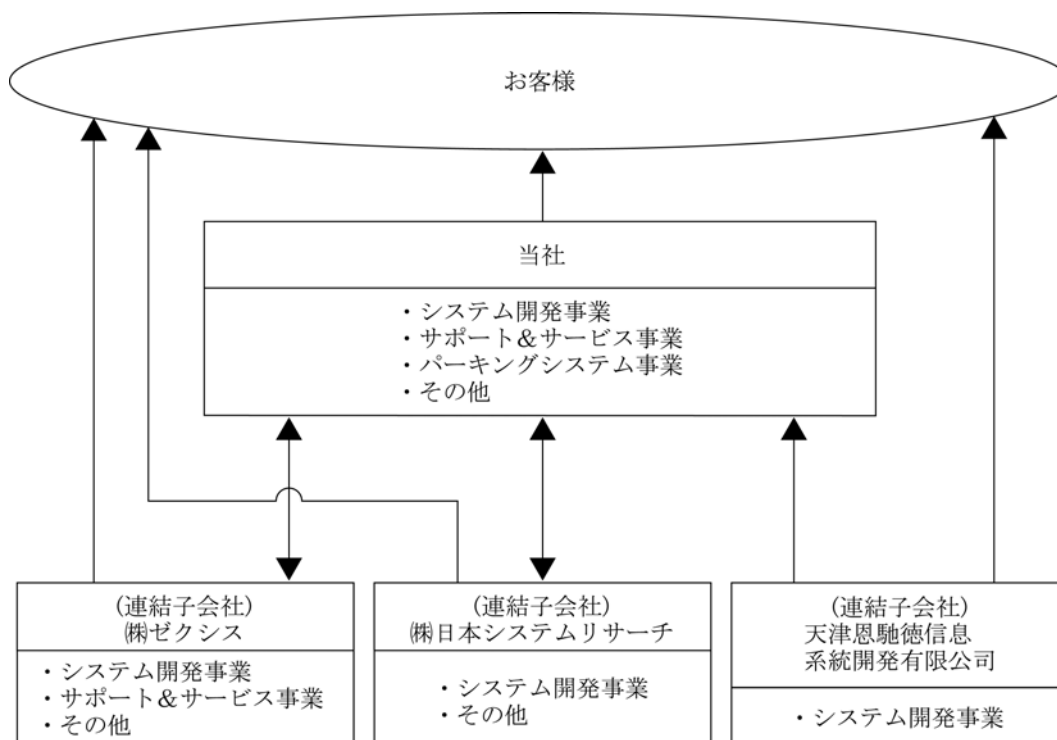 お客様
当社
・システム開発事業
・サポート＆サービス事業
・パーキングシステム事業
・その他
(連結子会社)
㈱ゼクシス
・システム開発事業
・サポート＆サービス事業
・その他
(連結子会社)
㈱日本システムリサーチ
・システム開発事業
・その他
(連結子会社)
天津恩馳徳信息
系統開発有限公司
・システム開発事業